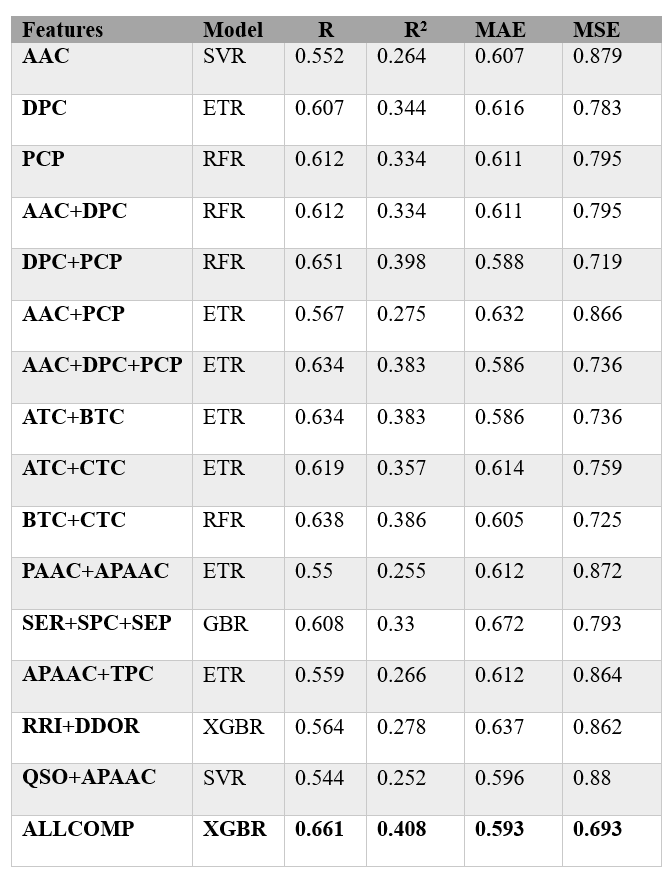 Features Model R R² MAE MSE
AAC SVR 0.552 0.264 0.607 0.879
DPC ETR 0.607 0.344 0.616 0.783
PCP RFR 0.612 0.334 0.611 0.795
AAC+DPC RFR 0.612 0.334 0.611 0.795
DPC+PCP RFR 0.651 0.398 0.588 0.719
AAC+PCP ETR 0.567 0.275 0.632 0.866
AAC+DPC+PCP ETR 0.634 0.383 0.586 0.736
ATC+BTC ETR 0.634 0.383 0.586 0.736
ATC+CTC ETR 0.619 0.357 0.614 0.759
BTC+CTC RFR 0.638 0.386 0.605 0.725
PAAC+APAAC ETR 0.55 0.255 0.612 0.872
SER+SPC+SEP GBR 0.608 0.33 0.672 0.793
APAAC+TPC ETR 0.559 0.266 0.612 0.864
RRI+DDOR XGBR 0.564 0.278 0.637 0.862
QSO+APAAC SVR 0.544 0.252 0.596 0.88
ALLCOMP XGBR 0.661 0.408 0.593 0.693